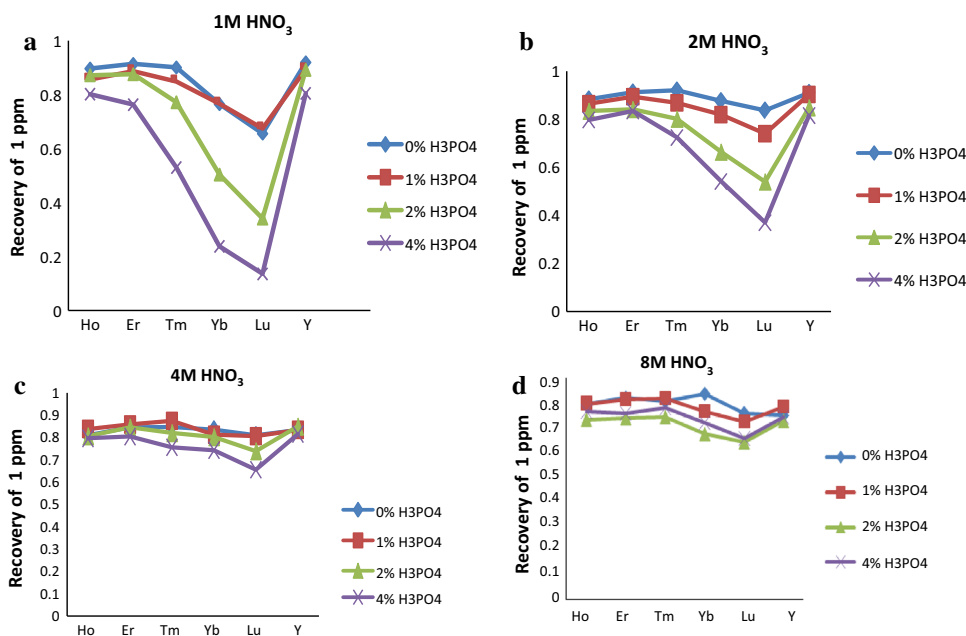 a
1M HNO3
Recovery of 1 ppm
1
0.8
0.6
0.4
0.2
0
Ho Er Tm Yb Lu Y
0% H3PO4
1% H3PO4
2% H3PO4
4% H3PO4
b
2M HNO3
Recovery of 1 ppm
1
0.8
0.6
0.4
0.2
0
Ho Er Tm Yb Lu Y
0% H3PO4
1% H3PO4
2% H3PO4
4% H3PO4
c
4M HNO3
Recovery of 1 ppm
1
0.9
0.8
0.7
0.6
0.5
0.4
0.3
0.2
0.1
0
Ho Er Tm Yb Lu Y
0% H3PO4
1% H3PO4
2% H3PO4
4% H3PO4
d
8M HNO3
Recovery of 1 ppm
0.9
0.8
0.7
0.6
0.5
0.4
0.3
0.2
0.1
0
Ho Er Tm Yb Lu Y
0% H3PO4
1% H3PO4
2% H3PO4
4% H3PO4